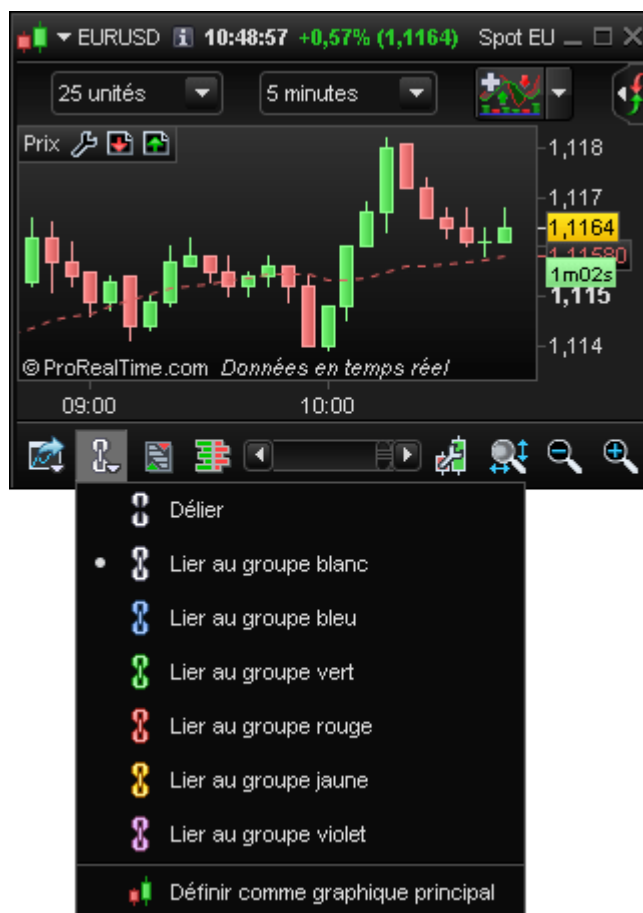 EURUSD 10:48:57 +0,57% (1,1164) Spot EU
25 unités 5 minutes
Prix
1,118
1,117
1,1164
1,11580
1m02s
1,115
1,114
© ProRealTime.com Données en temps réel
09:00 10:00
Délier
Lier au groupe blanc
Lier au groupe bleu
Lier au groupe vert
Lier au groupe rouge
Lier au groupe jaune
Lier au groupe violet
Définir comme graphique principal